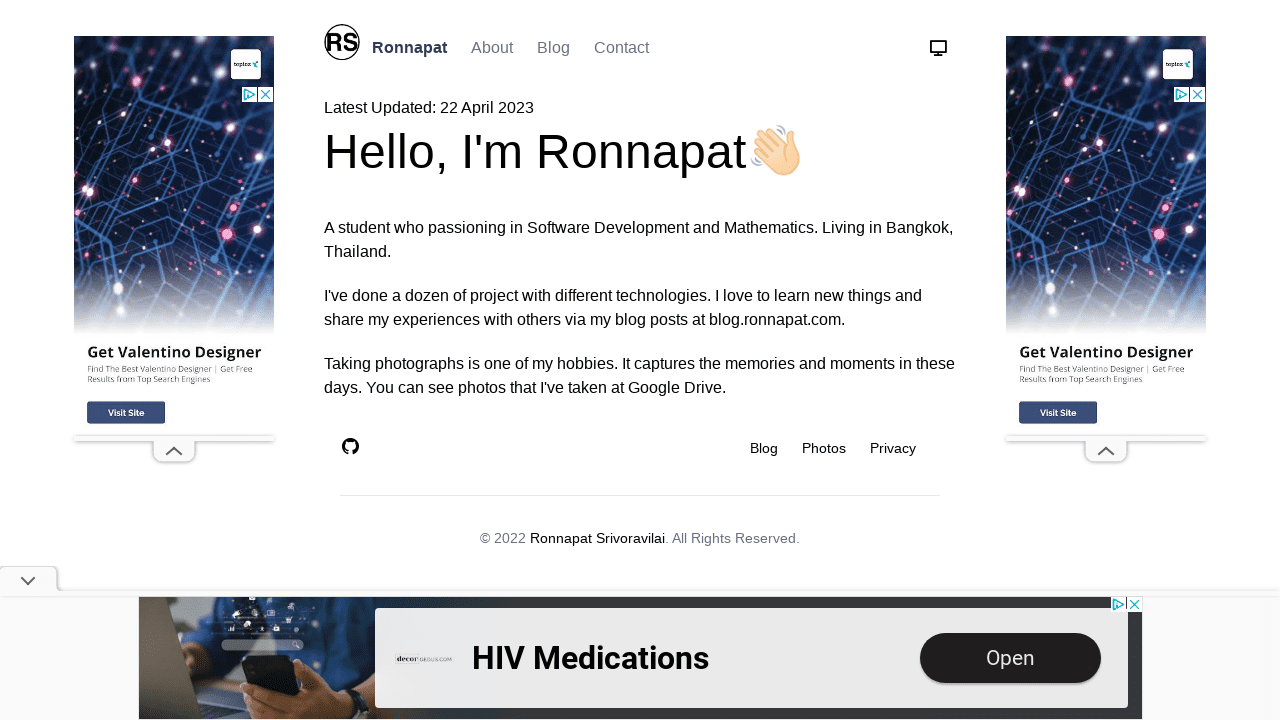 RS
Ronnapat About Blog Contact
Latest Updated: 22 April 2023
Hello, I'm Ronnapat👋🏻
A student who passioning in Software Development and Mathematics. Living in Bangkok,
Thailand.
I've done a dozen of project with different technologies. I love to learn new things and
share my experiences with others via my blog posts at blog.ronnapat.com.
Taking photographs is one of my hobbies. It captures the memories and moments in these
days. You can see photos that I've taken at Google Drive.
Blog Photos Privacy
© 2022 Ronnapat Srivoravilai. All Rights Reserved.
Get Valentino Designer
Find The Best Valentino Designer | Get Free
Results from Top Search Engines
Visit Site
Get Valentino Designer
Find The Best Valentino Designer | Get Free
Results from Top Search Engines
Visit Site
HIV Medications
Open